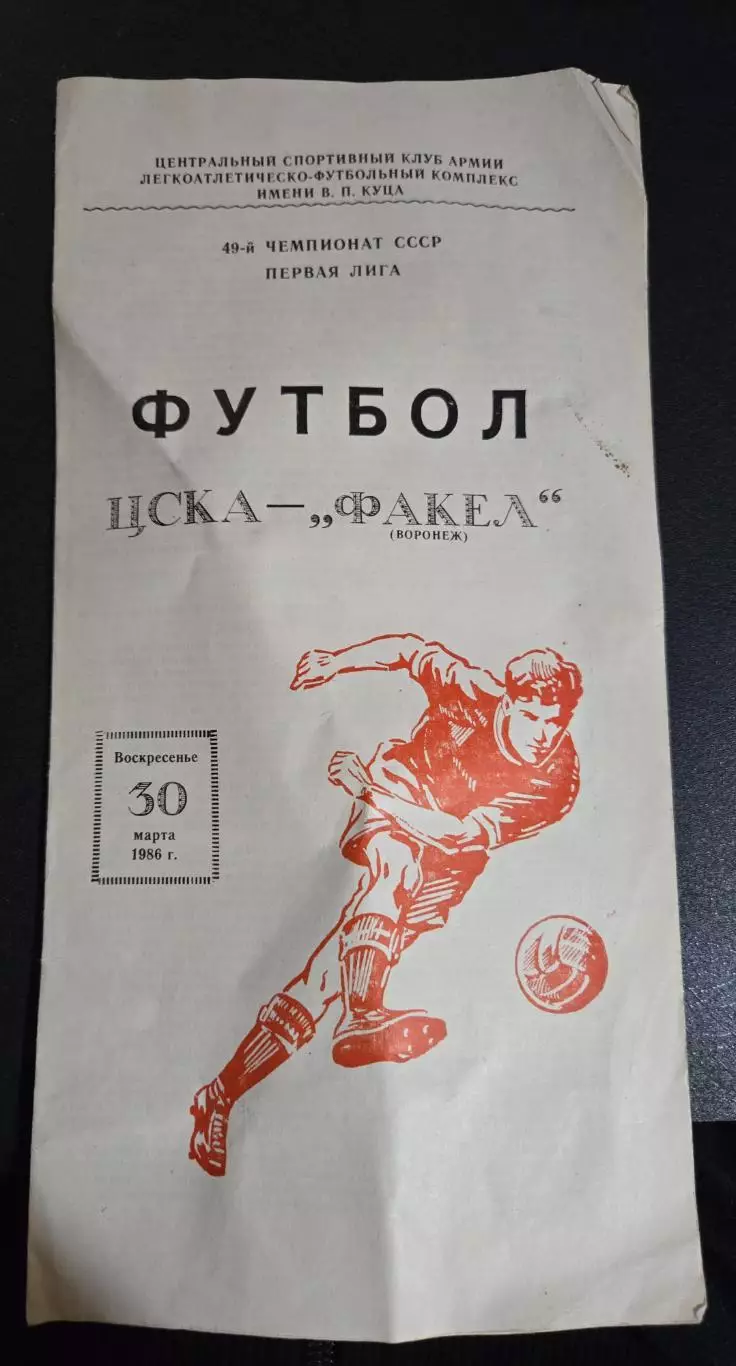 ЦЕНТРАЛЬНЫЙ СПОРТИВНЫЙ КЛУБ АРМИИ
ЛЕГКОАТЛЕТИЧЕСКО-ФУТБОЛЬНЫЙ КОМПЛЕКС
ИМЕНИ В. П. КУЦА
49-й ЧЕМПИОНАТ СССР
ПЕРВАЯ ЛИГА
ФУТБОЛ
ЦСКА — „ФАКЕЛ“
(ВОРОНЕЖ)
Воскресенье
30
марта
1986 г.